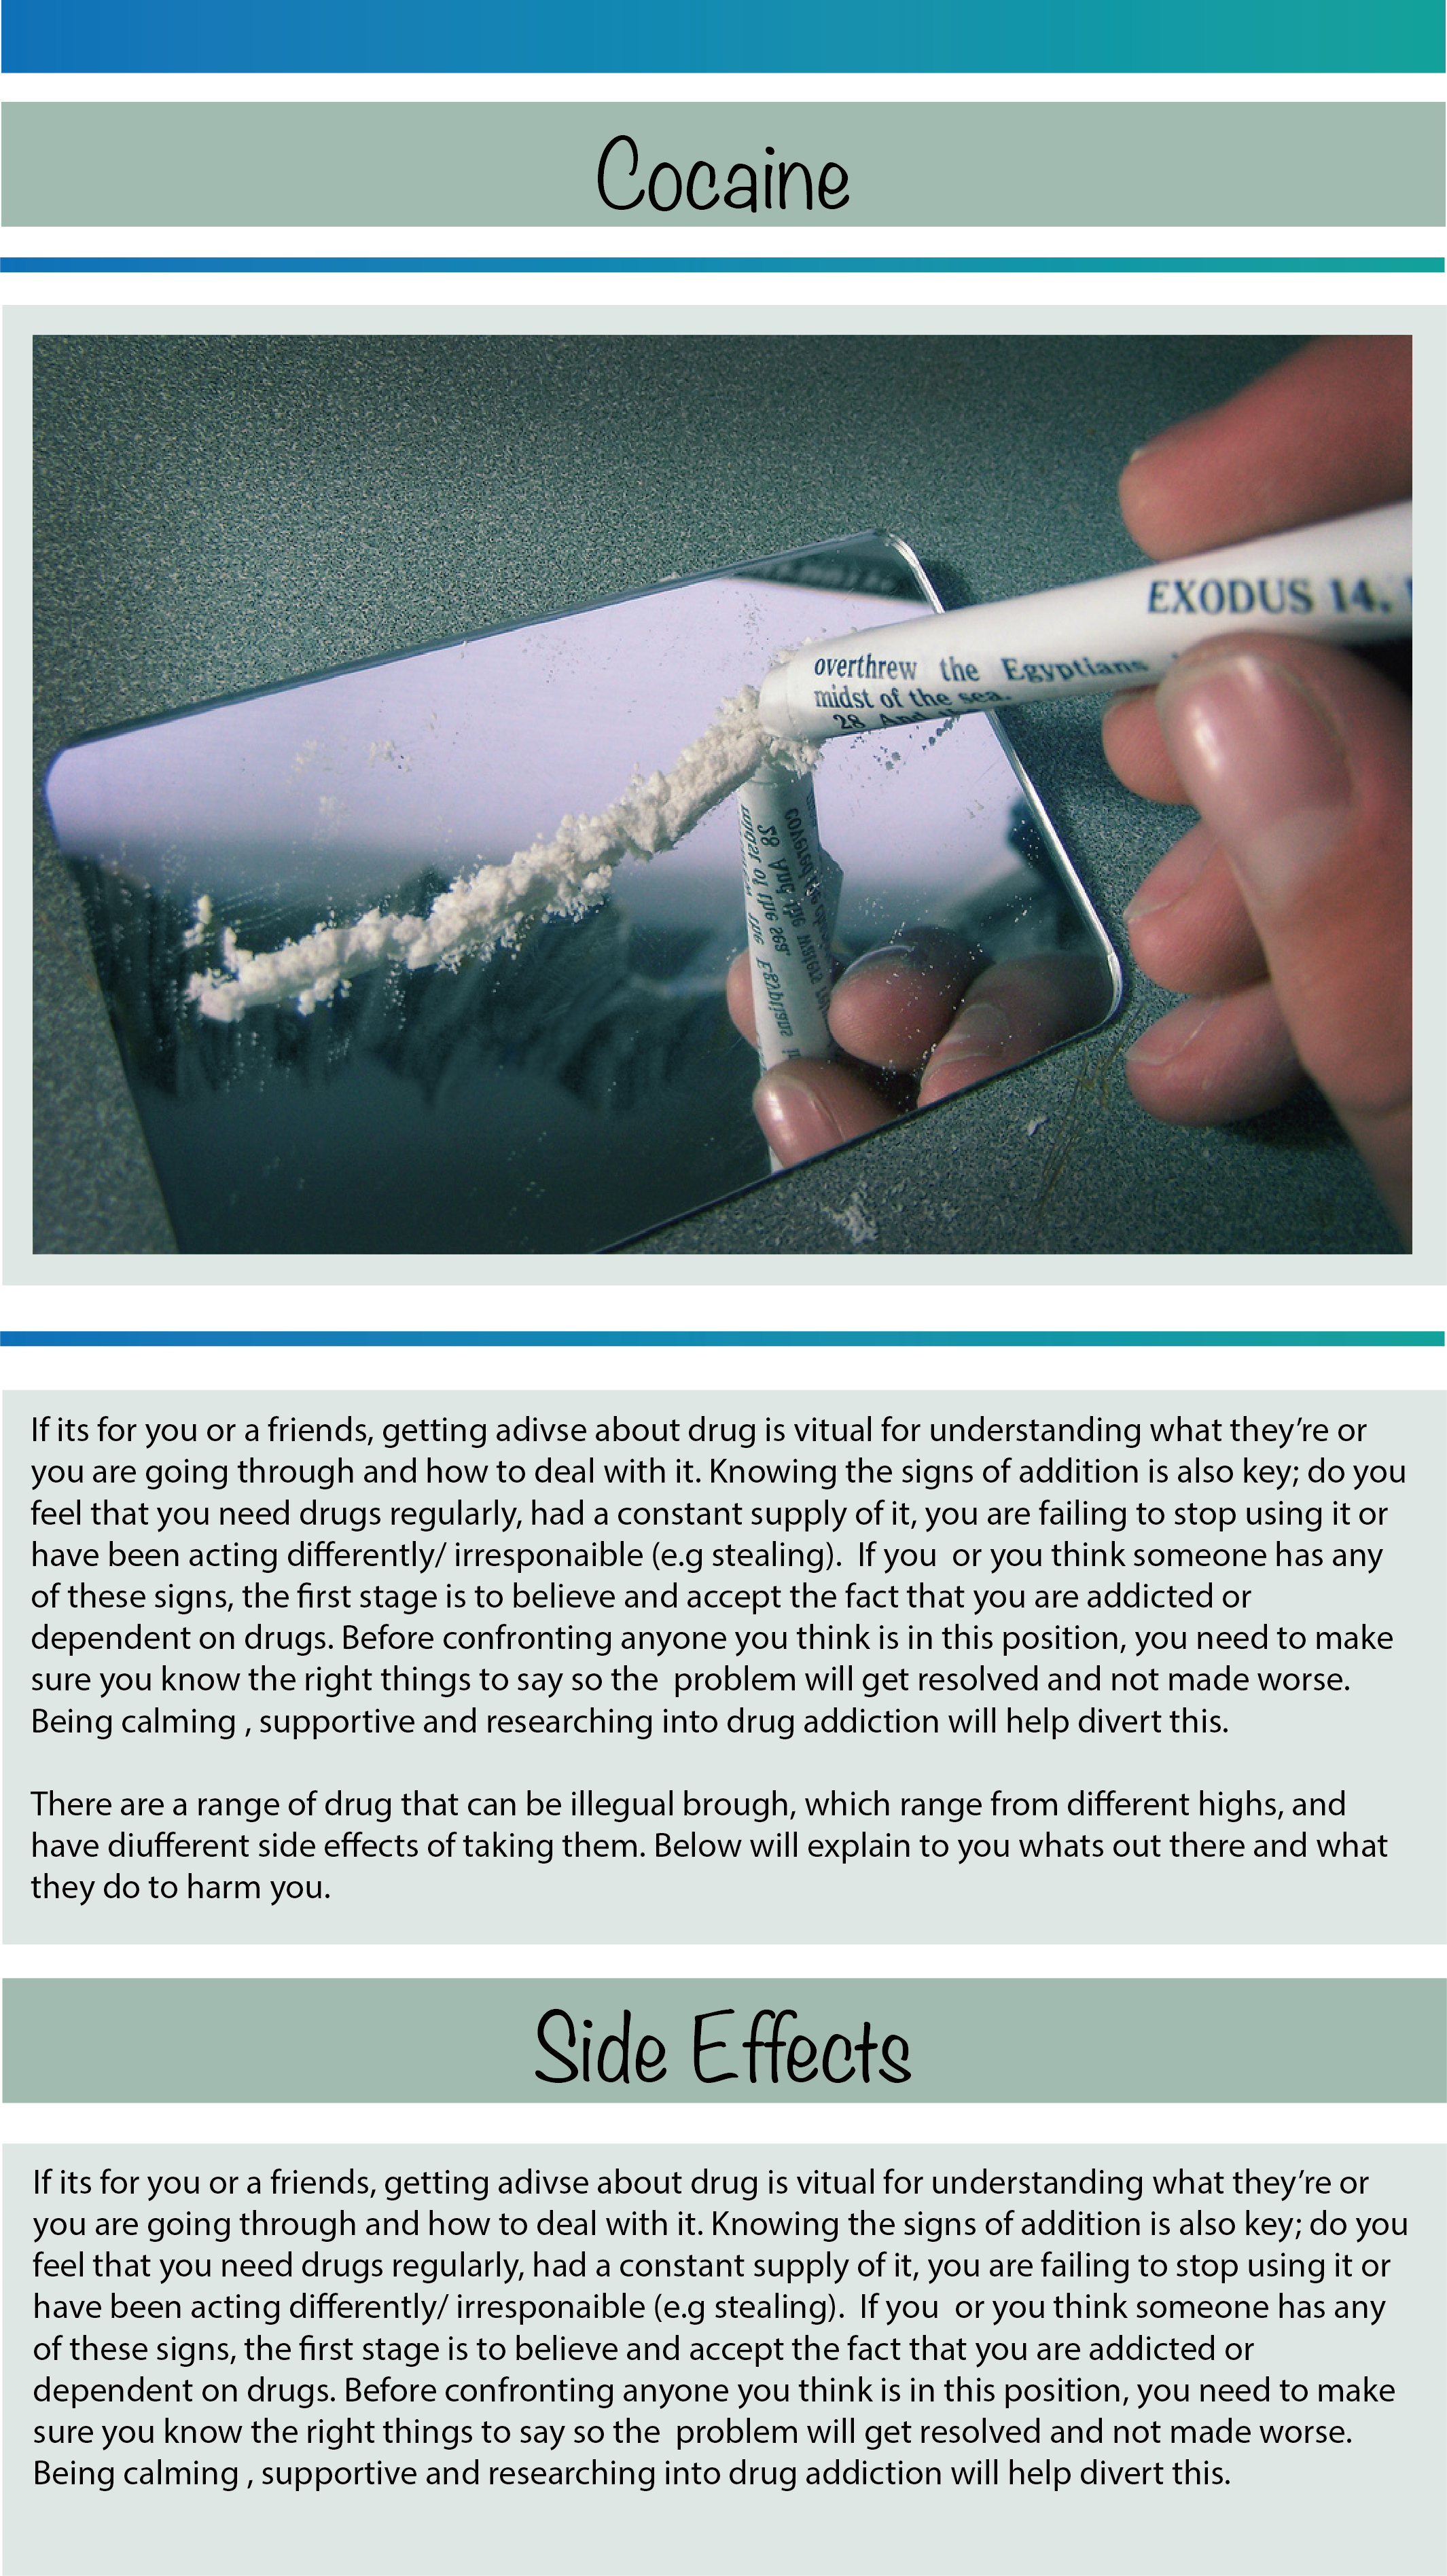 Cocaine
EXODUS 14.
overthrew the Egyptians
midst of the sea.
28 And the
If its for you or a friends, getting adivse about drug is vitual for understanding what they’re or
you are going through and how to deal with it. Knowing the signs of addition is also key; do you
feel that you need drugs regularly, had a constant supply of it, you are failing to stop using it or
have been acting differently/ irresponaible (e.g stealing).  If you  or you think someone has any
of these signs, the first stage is to believe and accept the fact that you are addicted or
dependent on drugs. Before confronting anyone you think is in this position, you need to make
sure you know the right things to say so the  problem will get resolved and not made worse.
Being calming , supportive and researching into drug addiction will help divert this.
There are a range of drug that can be illegual brough, which range from different highs, and
have diufferent side effects of taking them. Below will explain to you whats out there and what
they do to harm you.
Side Effects
If its for you or a friends, getting adivse about drug is vitual for understanding what they’re or
you are going through and how to deal with it. Knowing the signs of addition is also key; do you
feel that you need drugs regularly, had a constant supply of it, you are failing to stop using it or
have been acting differently/ irresponaible (e.g stealing).  If you  or you think someone has any
of these signs, the first stage is to believe and accept the fact that you are addicted or
dependent on drugs. Before confronting anyone you think is in this position, you need to make
sure you know the right things to say so the  problem will get resolved and not made worse.
Being calming , supportive and researching into drug addiction will help divert this.